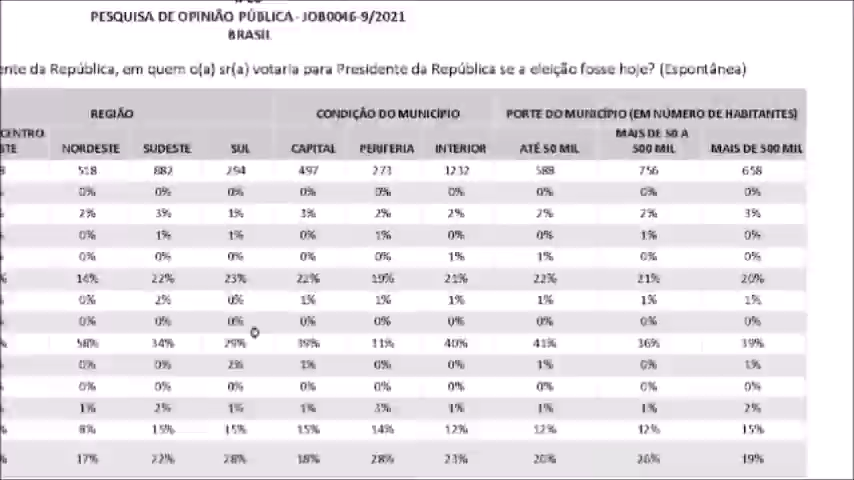 PESQUISA DE OPINIÃO PÚBLICA - JOB0046-9/2021
BRASIL
da República, em quem o(a) sr(a) votaria para Presidente da República se a eleição fosse hoje? (Espontânea)
REGIÃO CONDIÇÃO DO MUNICÍPIO PORTE DO MUNICÍPIO (EM NÚMERO DE HABITANTES)
CENTRO NORDESTE SUDESTE SUL CAPITAL PERIFERIA INTERIOR ATÉ 50 MIL MAIS DE 50 A 500 MIL MAIS DE 500 MIL
518 882 294 497 273 1232 588 756 658
0% 0% 0% 0% 0% 0% 0% 0% 0%
2% 3% 1% 3% 2% 2% 2% 2% 3%
0% 1% 1% 0% 1% 0% 0% 1% 0%
0% 0% 0% 0% 0% 1% 1% 0% 0%
14% 22% 23% 22% 19% 21% 22% 21% 20%
0% 2% 0% 1% 1% 1% 1% 1% 1%
0% 0% 0% 0% 0% 0% 0% 0% 0%
58% 34% 29% 39% 40% 41% 36% 39%
0% 0% 2% 1% 0% 0% 1% 0% 1%
0% 0% 0% 0% 0% 0% 0% 0% 0%
1% 2% 1% 1% 3% 1% 1% 1% 2%
8% 15% 15% 15% 14% 12% 12% 12% 15%
17% 22% 28% 18% 28% 19%